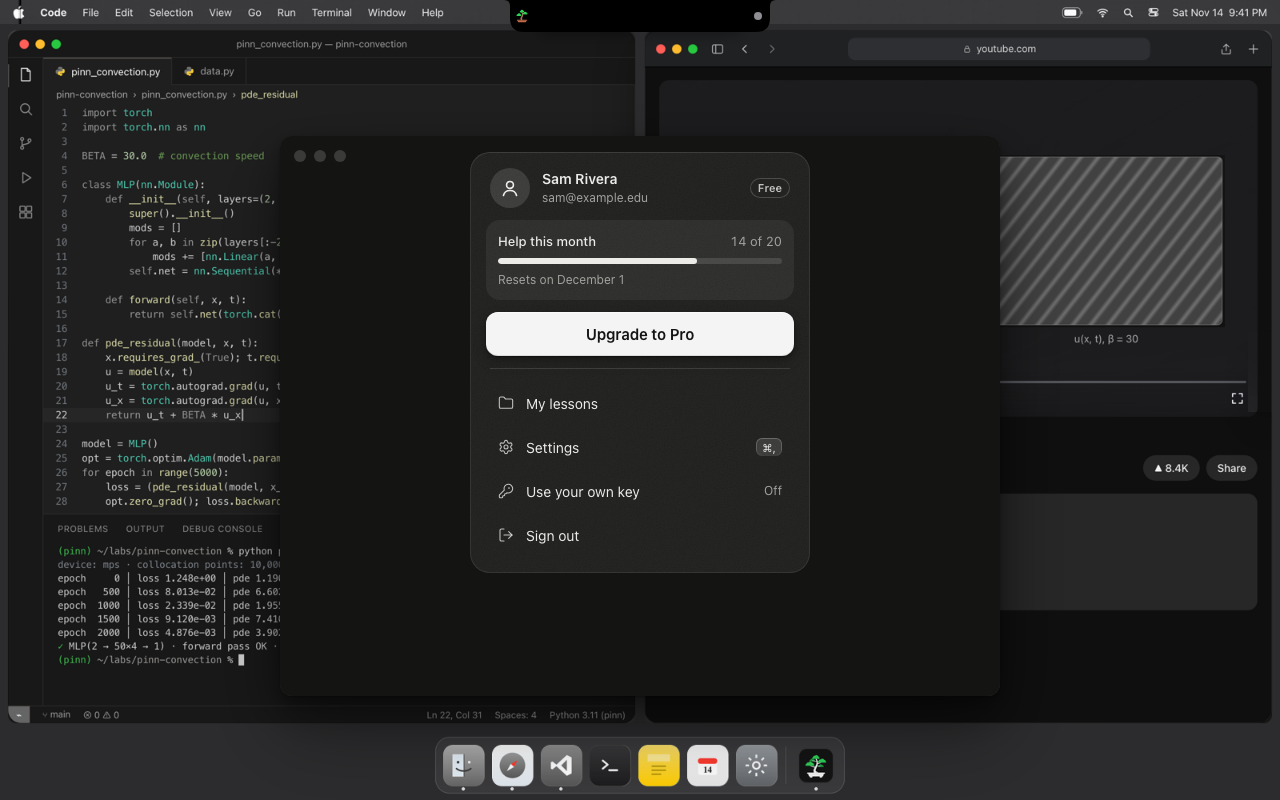 Code File Edit Selection View Go Run Terminal Window Help
Sat Nov 14 9:41 PM
pinn_convection.py — pinn-convection
pinn_convection.py
data.py
pinn-convection › pinn_convection.py › pde_residual
1 import torch
2 import torch.nn as nn
3
4 BETA = 30.0 # convection speed
5
6 class MLP(nn.Module):
7 def __init__(self, layers=(2,
8 super().__init__()
9 mods = []
10 for a, b in zip(layers[:-2
11 mods += [nn.Linear(a,
12 self.net = nn.Sequential(*
13
14 def forward(self, x, t):
15 return self.net(torch.cat(
16
17 def pde_residual(model, x, t):
18 x.requires_grad_(True); t.requ
19 u = model(x, t)
20 u_t = torch.autograd.grad(u, t
21 u_x = torch.autograd.grad(u, x
22 return u_t + BETA * u_x
23
24 model = MLP()
25 opt = torch.optim.Adam(model.param
26 for epoch in range(5000):
27 loss = (pde_residual(model, x_
28 opt.zero_grad(); loss.backward
PROBLEMS OUTPUT DEBUG CONSOLE
(pinn) ~/labs/pinn-convection % python p
device: mps · collocation points: 10,00
epoch 0 | loss 1.248e+00 | pde 1.190
epoch 500 | loss 8.013e-02 | pde 6.60
epoch 1000 | loss 2.339e-02 | pde 1.95
epoch 1500 | loss 9.120e-03 | pde 7.41
epoch 2000 | loss 4.876e-03 | pde 3.90
✓ MLP(2 → 50×4 → 1) · forward pass OK ·
(pinn) ~/labs/pinn-convection %
main 0 0 Ln 22, Col 31 Spaces: 4 Python 3.11 (pinn)
Sam Rivera
sam@example.edu
Free
Help this month 14 of 20
Resets on December 1
Upgrade to Pro
My lessons
Settings ⌘,
Use your own key Off
Sign out
youtube.com
u(x, t), β = 30
▲ 8.4K Share
14